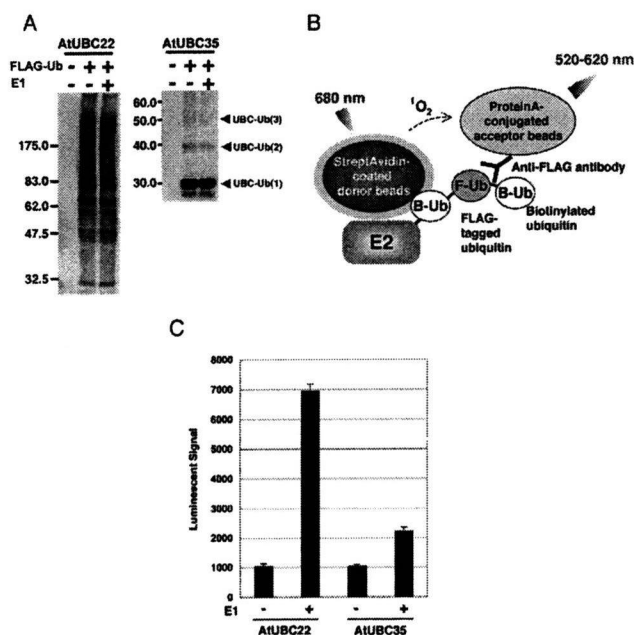 A
AtUBC22 AtUBC35
FLAG-Ub - + + - + +
E1 - - + - - +
175.0
83.0
62.0
47.5
32.5
60.0
50.0
40.0
30.0
UBC-Ub(3)
UBC-Ub(2)
UBC-Ub(1)
B
680 nm
¹O₂
520-620 nm
StreptAvidin-
coated
donor beads
ProteinA-
conjugated
acceptor beads
Anti-FLAG antibody
B-Ub
F-Ub
B-Ub
E2
FLAG-
tagged
ubiquitin
Biotinylated
ubiquitin
C
Luminescent Signal
8000
7000
6000
5000
4000
3000
2000
1000
0
E1 - + - +
AtUBC22 AtUBC35